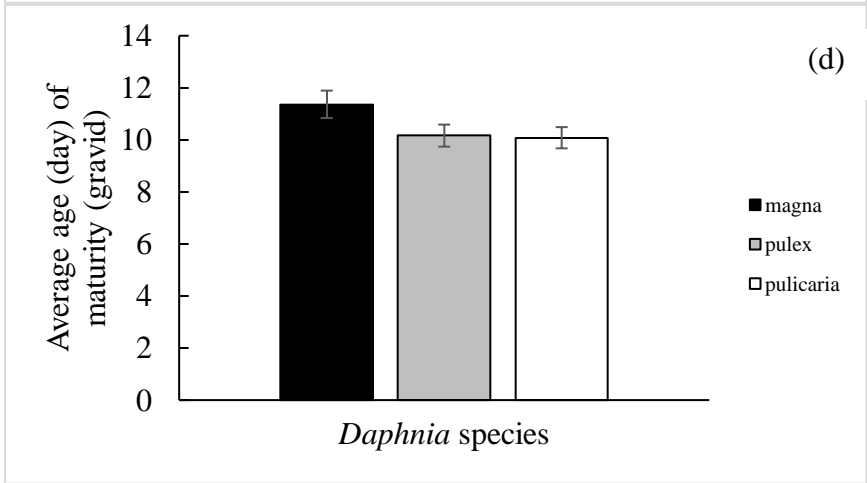 14
(d)
12
10
8
6
4
2
0
Average age (day) of
maturity (gravid)
magna
pulex
pulicaria
Daphnia species